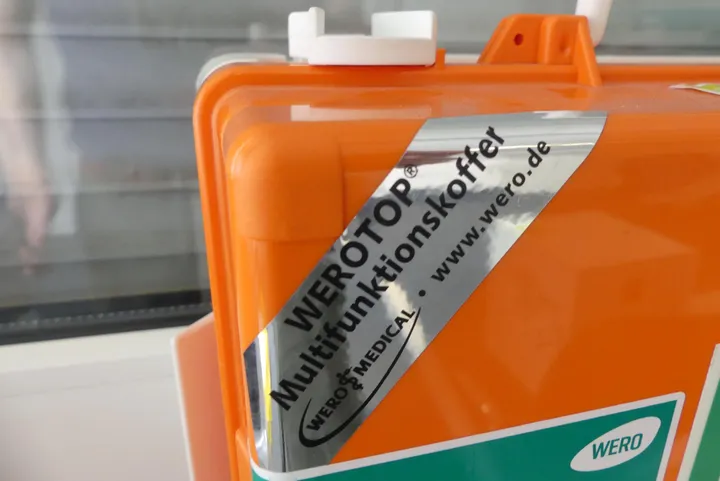 WEROTOP®
Multifunktionskoffer
WERO MEDICAL • www.wero.de
WERO